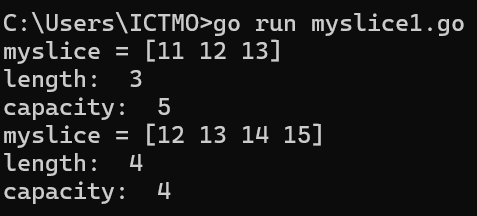 C:\Users\ICTMO>go run myslice1.go
myslice = [11 12 13]
length:  3
capacity:  5
myslice = [12 13 14 15]
length:  4
capacity:  4